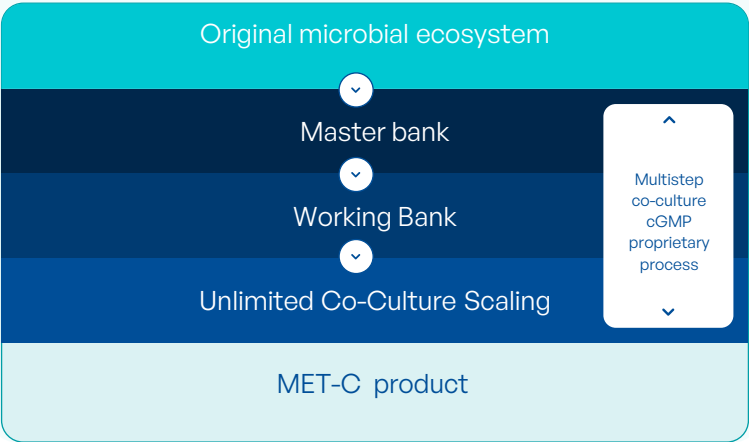 Original microbial ecosystem
Master bank
Working Bank
Unlimited Co-Culture Scaling
Multistep
co-culture
cGMP
proprietary
process
MET-C product